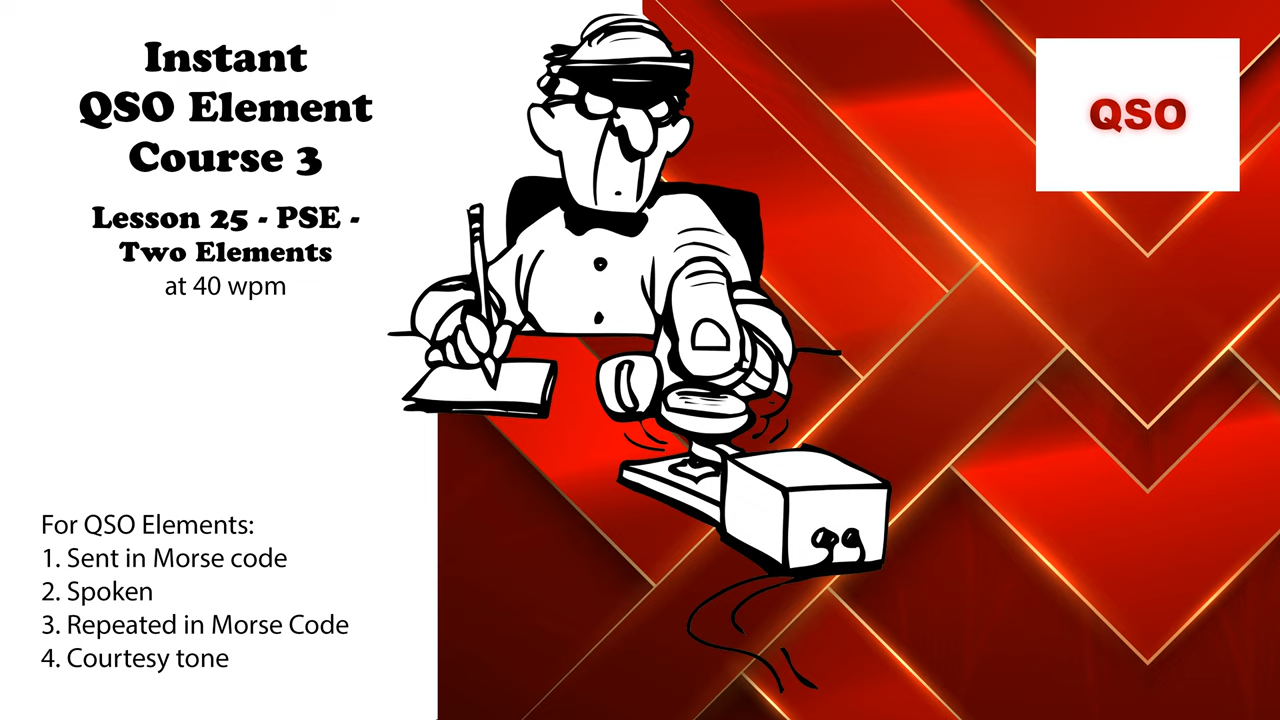 Instant
QSO Element
Course 3
Lesson 25 - PSE -
Two Elements
at 40 wpm
QSO
For QSO Elements:
1. Sent in Morse code
2. Spoken
3. Repeated in Morse Code
4. Courtesy tone